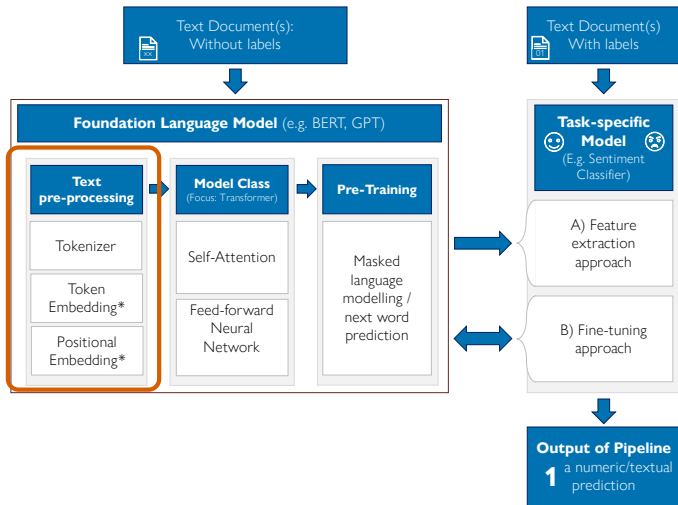 Text Document(s):
Without labels
xx
Text Document(s)
With labels
01
Foundation Language Model (e.g. BERT, GPT)
Text
pre-processing
Tokenizer
Token
Embedding*
Positional
Embedding*
Model Class
(Focus: Transformer)
Self-Attention
Feed-forward
Neural
Network
Pre-Training
Masked
language
modelling /
next word
prediction
Task-specific
Model
(E.g. Sentiment
Classifier)
A) Feature
extraction
approach
B) Fine-tuning
approach
Output of Pipeline
1 a numeric/textual
prediction